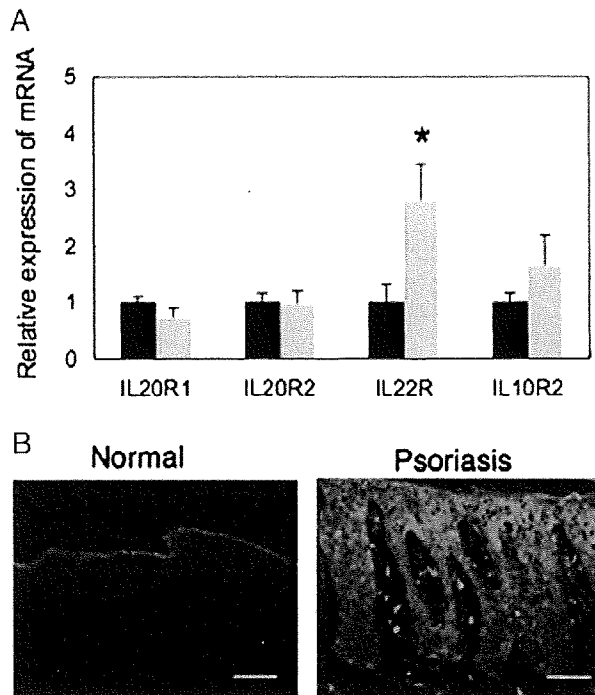 A
Relative expression of mRNA
5
4
3
2
1
0
*
IL20R1 IL20R2 IL22R IL10R2
B
Normal Psoriasis